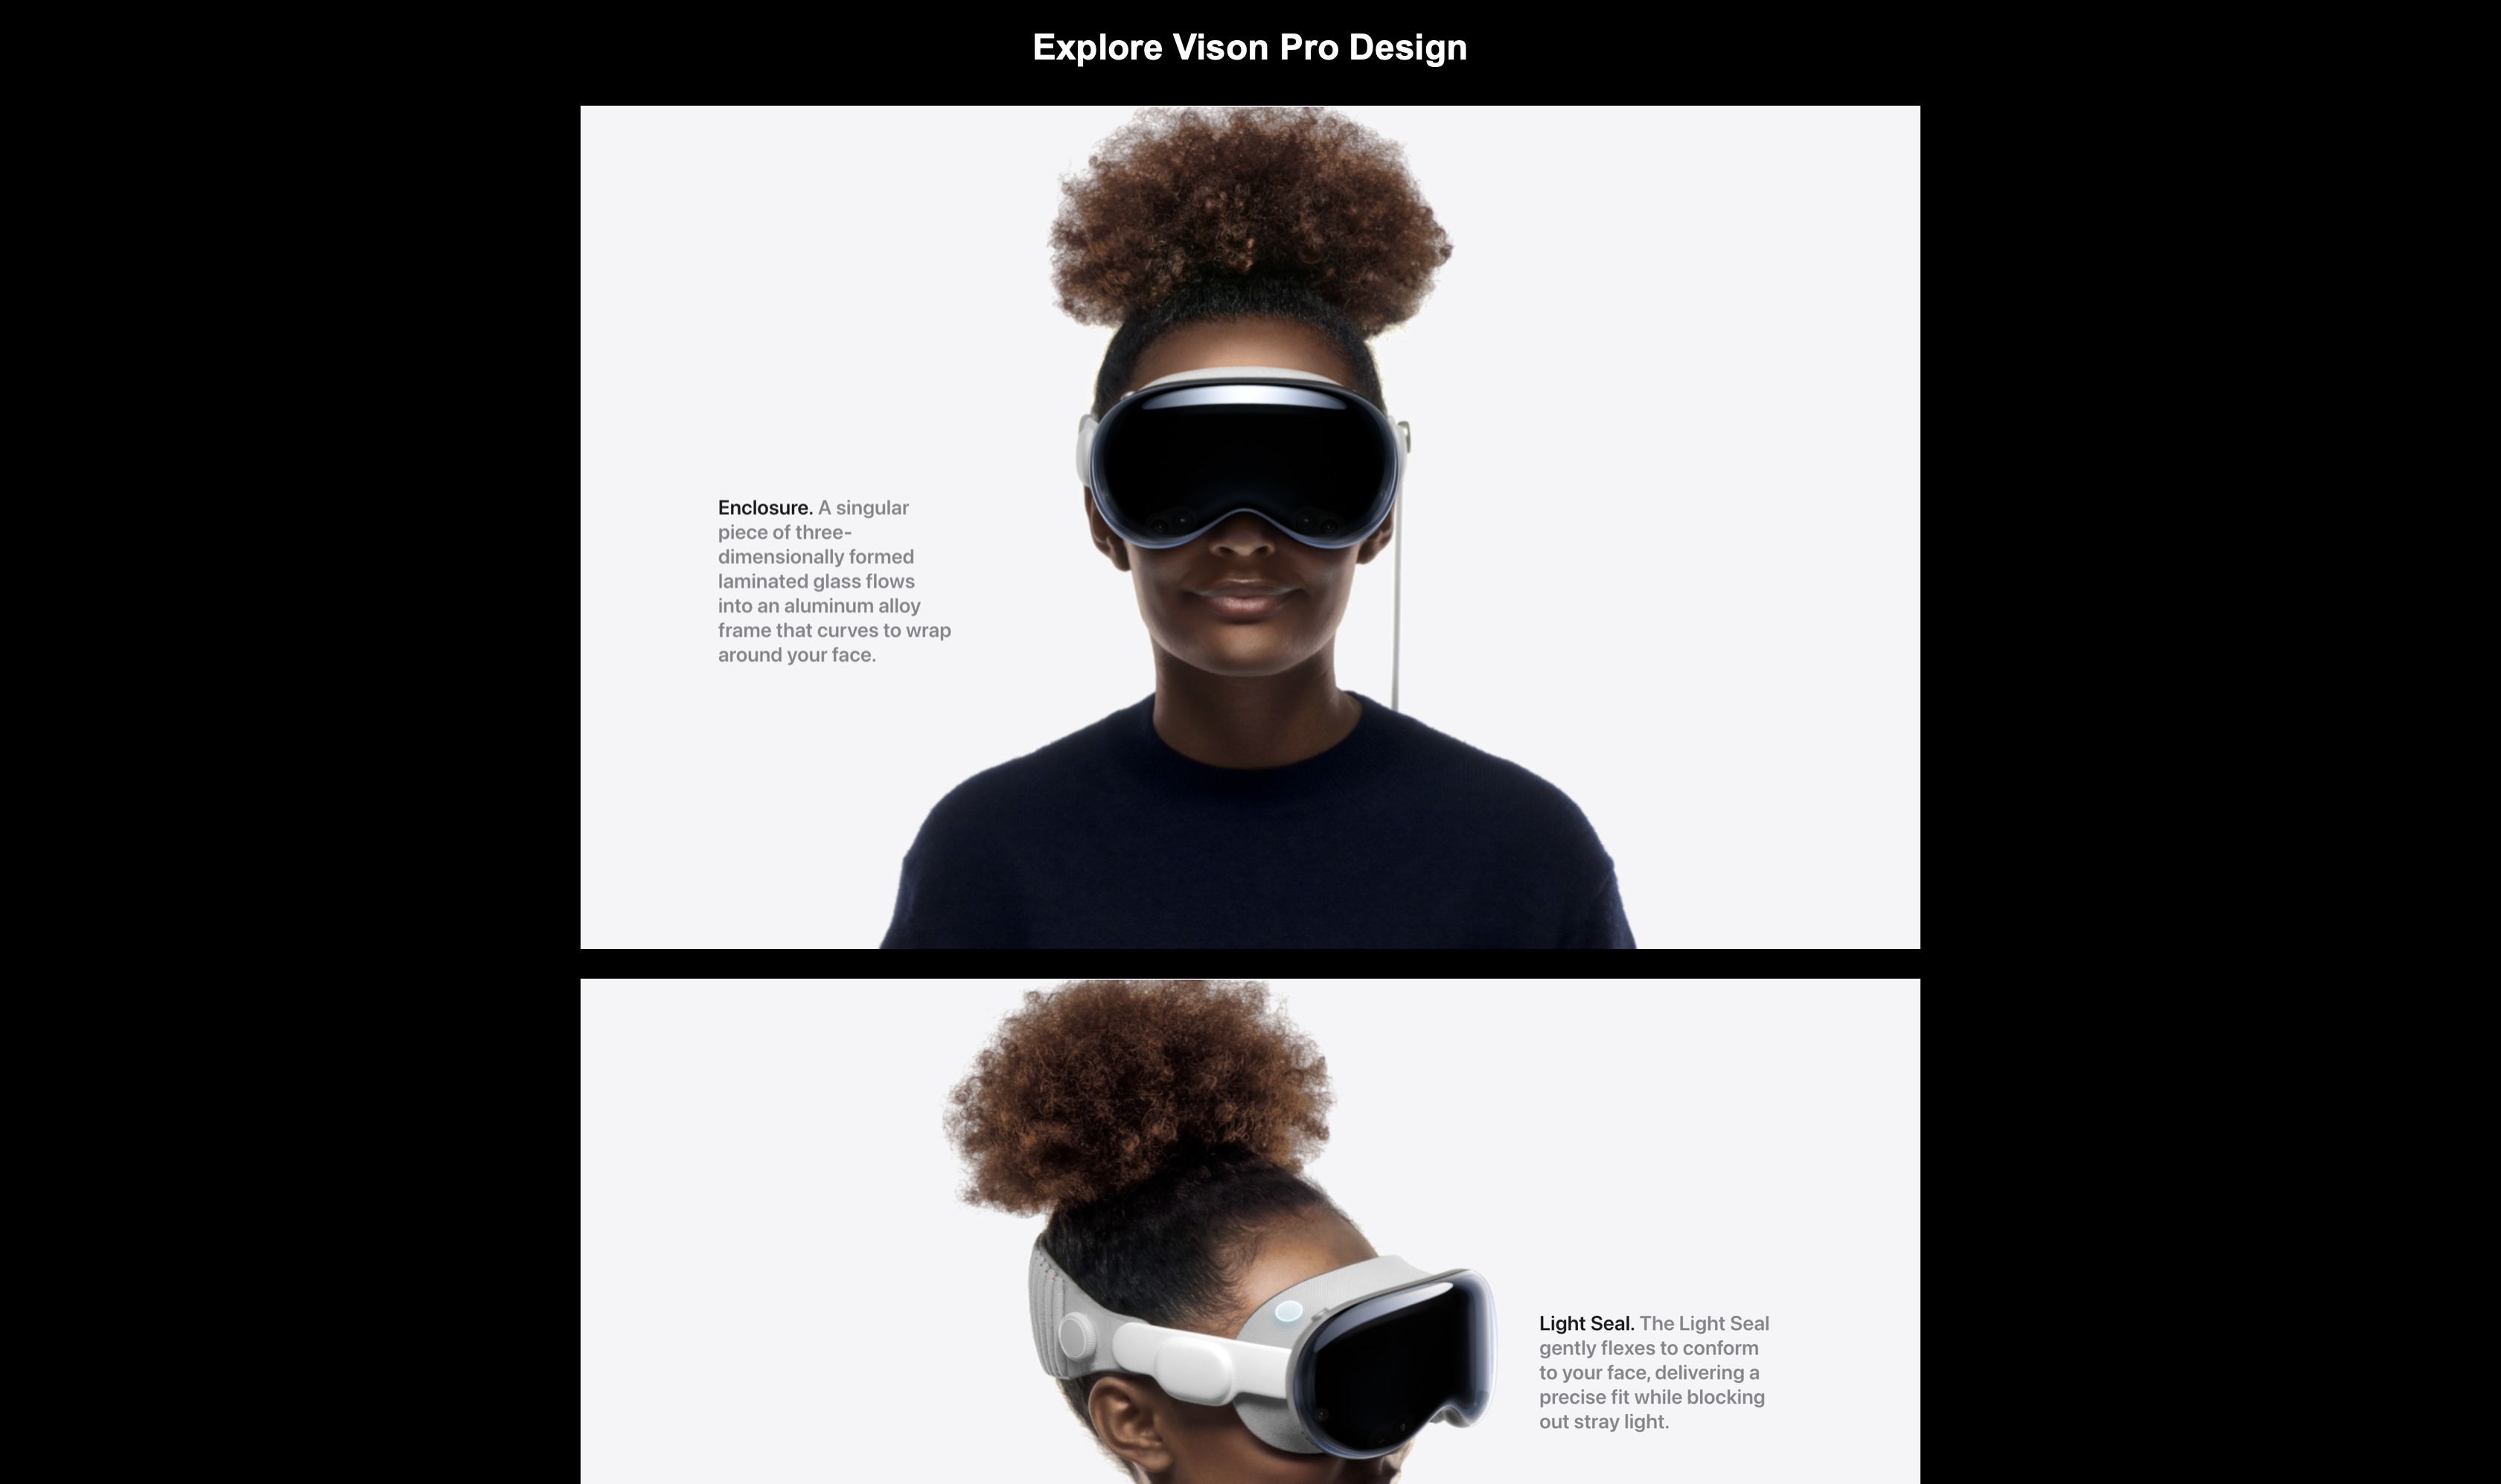 Explore Vison Pro Design
Enclosure. A singular
piece of three-
dimensionally formed
laminated glass flows
into an aluminum alloy
frame that curves to wrap
around your face.
Light Seal. The Light Seal
gently flexes to conform
to your face, delivering a
precise fit while blocking
out stray light.